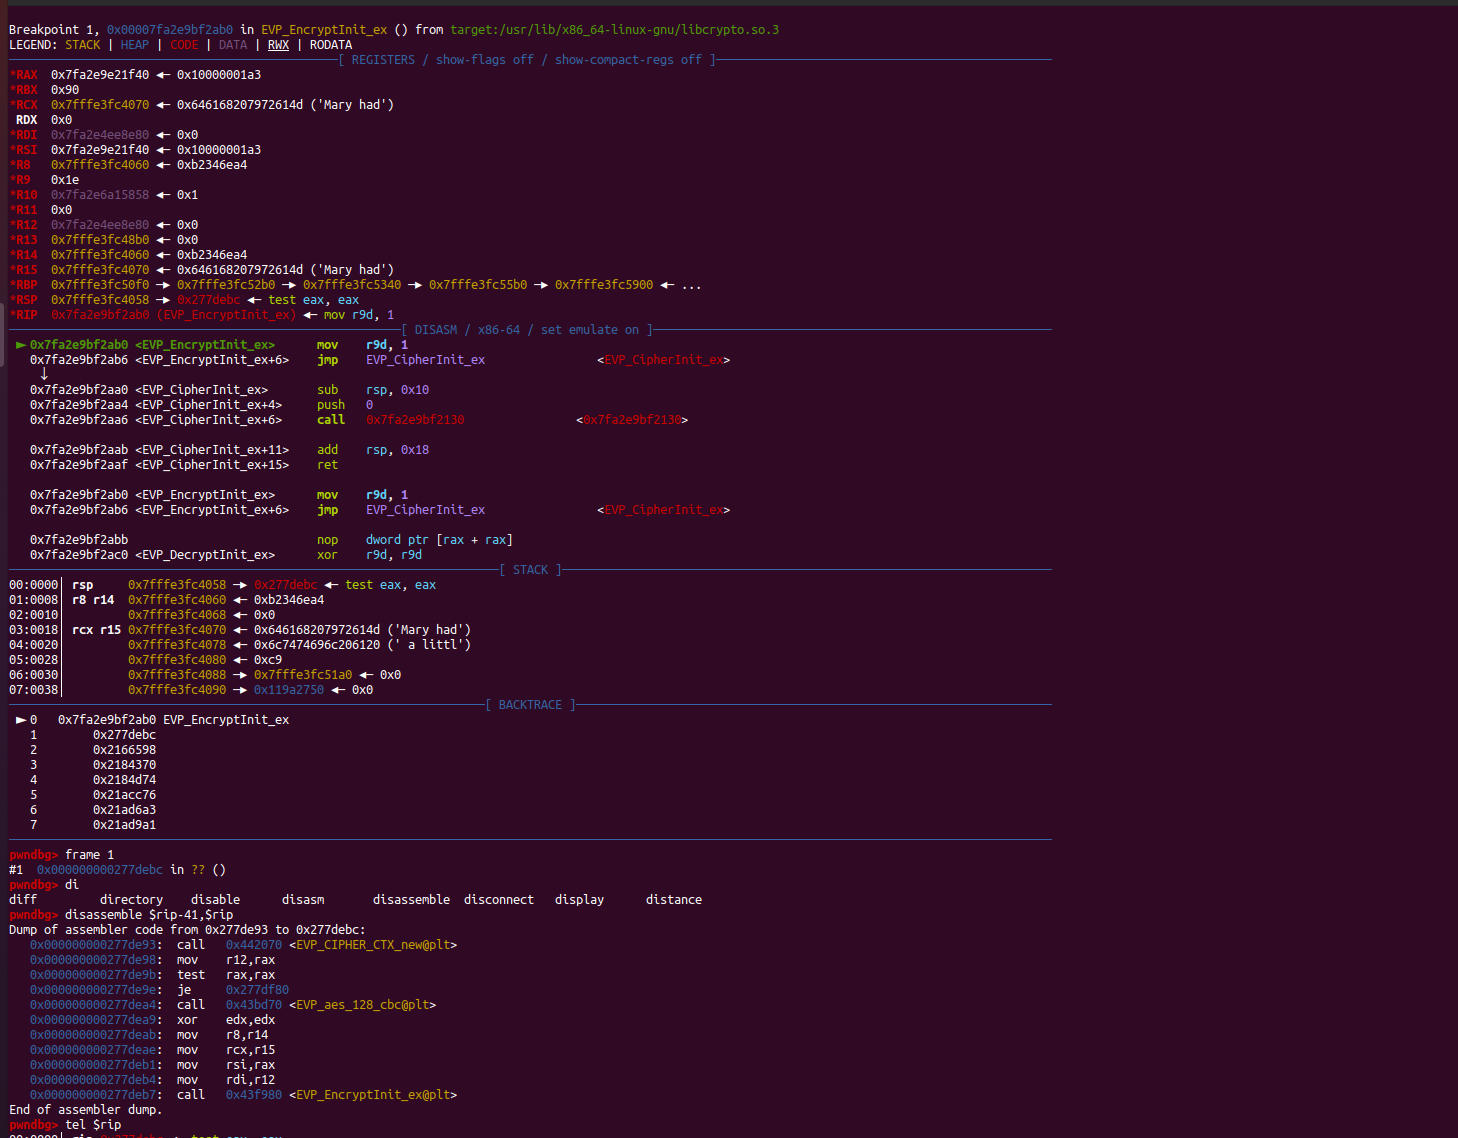 Breakpoint 1, 0x00007fa2e9bf2ab0 in EVP_EncryptInit_ex () from target:/usr/lib/x86_64-linux-gnu/libcrypto.so.3
LEGEND: STACK | HEAP | CODE | DATA | RWX | RODATA
[ REGISTERS / show-flags off / show-compact-regs off ]
*RAX 0x7fa2e9e21f40 ◂— 0x10000001a3
*RBX 0x90
*RCX 0x7fffe3fc4070 ◂— 0x646168207972614d ('Mary had')
RDX 0x0
*RDI 0x7fa2e4ee8e80 ◂— 0x0
*RSI 0x7fa2e9e21f40 ◂— 0x10000001a3
*R8 0x7fffe3fc4060 ◂— 0xb2346ea4
*R9 0x1e
*R10 0x7fa2e6a15858 ◂— 0x1
*R11 0x0
*R12 0x7fa2e4ee8e80 ◂— 0x0
*R13 0x7fffe3fc48b0 ◂— 0x0
*R14 0x7fffe3fc4060 ◂— 0xb2346ea4
*R15 0x7fffe3fc4070 ◂— 0x646168207972614d ('Mary had')
*RBP 0x7fffe3fc50f0 —▸ 0x7fffe3fc52b0 —▸ 0x7fffe3fc5340 —▸ 0x7fffe3fc55b0 —▸ 0x7fffe3fc5900 ◂— ...
*RSP 0x7fffe3fc4058 —▸ 0x277debc ◂— test eax, eax
*RIP 0x7fa2e9bf2ab0 (EVP_EncryptInit_ex) ◂— mov r9d, 1
[ DISASM / x86-64 / set emulate on ]
► 0x7fa2e9bf2ab0 <EVP_EncryptInit_ex> mov r9d, 1
0x7fa2e9bf2ab6 <EVP_EncryptInit_ex+6> jmp EVP_CipherInit_ex <EVP_CipherInit_ex>
↓
0x7fa2e9bf2aa0 <EVP_CipherInit_ex> sub rsp, 0x10
0x7fa2e9bf2aa4 <EVP_CipherInit_ex+4> push 0
0x7fa2e9bf2aa6 <EVP_CipherInit_ex+6> call 0x7fa2e9bf2130 <0x7fa2e9bf2130>
0x7fa2e9bf2aab <EVP_CipherInit_ex+11> add rsp, 0x18
0x7fa2e9bf2aaf <EVP_CipherInit_ex+15> ret
0x7fa2e9bf2ab0 <EVP_EncryptInit_ex> mov r9d, 1
0x7fa2e9bf2ab6 <EVP_EncryptInit_ex+6> jmp EVP_CipherInit_ex <EVP_CipherInit_ex>
0x7fa2e9bf2abb nop dword ptr [rax + rax]
0x7fa2e9bf2ac0 <EVP_DecryptInit_ex> xor r9d, r9d
[ STACK ]
00:0000│ rsp 0x7fffe3fc4058 —▸ 0x277debc ◂— test eax, eax
01:0008│ r8 r14 0x7fffe3fc4060 ◂— 0xb2346ea4
02:0010│ 0x7fffe3fc4068 ◂— 0x0
03:0018│ rcx r15 0x7fffe3fc4070 ◂— 0x646168207972614d ('Mary had')
04:0020│ 0x7fffe3fc4078 ◂— 0x6c7474696c206120 (' a littl')
05:0028│ 0x7fffe3fc4080 ◂— 0xc9
06:0030│ 0x7fffe3fc4088 —▸ 0x7fffe3fc51a0 ◂— 0x0
07:0038│ 0x7fffe3fc4090 —▸ 0x119a2750 ◂— 0x0
[ BACKTRACE ]
► 0 0x7fa2e9bf2ab0 EVP_EncryptInit_ex
1 0x277debc
2 0x2166598
3 0x2184370
4 0x2184d74
5 0x21acc76
6 0x21ad6a3
7 0x21ad9a1
pwndbg> frame 1
#1 0x000000000277debc in ?? ()
pwndbg> di
diff directory disable disasm disassemble disconnect display distance
pwndbg> disassemble $rip-41,$rip
Dump of assembler code from 0x277de93 to 0x277debc:
0x000000000277de93: call 0x442070 <EVP_CIPHER_CTX_new@plt>
0x000000000277de98: mov r12,rax
0x000000000277de9b: test rax,rax
0x000000000277de9e: je 0x277df80
0x000000000277dea4: call 0x43bd70 <EVP_aes_128_cbc@plt>
0x000000000277dea9: xor edx,edx
0x000000000277deab: mov r8,r14
0x000000000277deae: mov rcx,r15
0x000000000277deb1: mov rsi,rax
0x000000000277deb4: mov rdi,r12
0x000000000277deb7: call 0x43f980 <EVP_EncryptInit_ex@plt>
End of assembler dump.
pwndbg> tel $rip